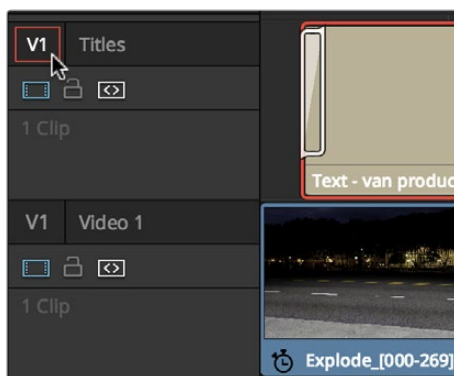 V1 Titles
1 Clip
Text - van produc
V1 Video 1
1 Clip
Explode_[000-269]